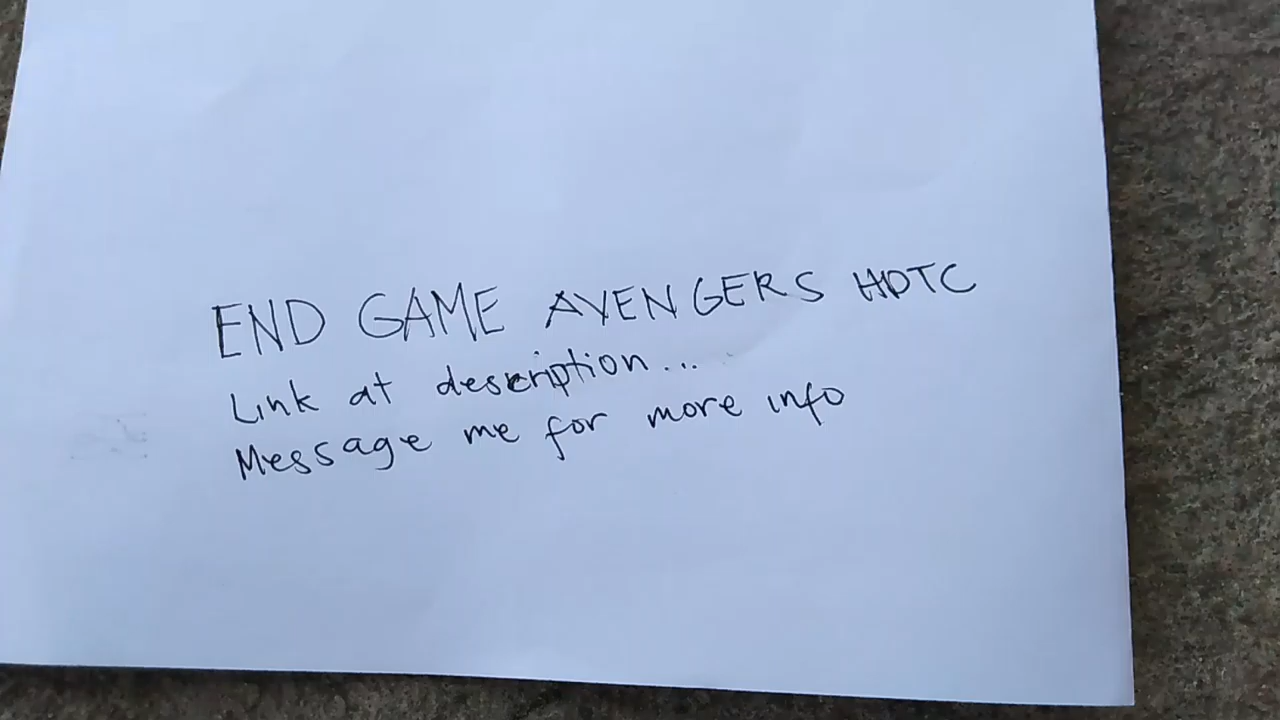 END GAME AVENGERS HDTC
Link at description...
Message me for more info